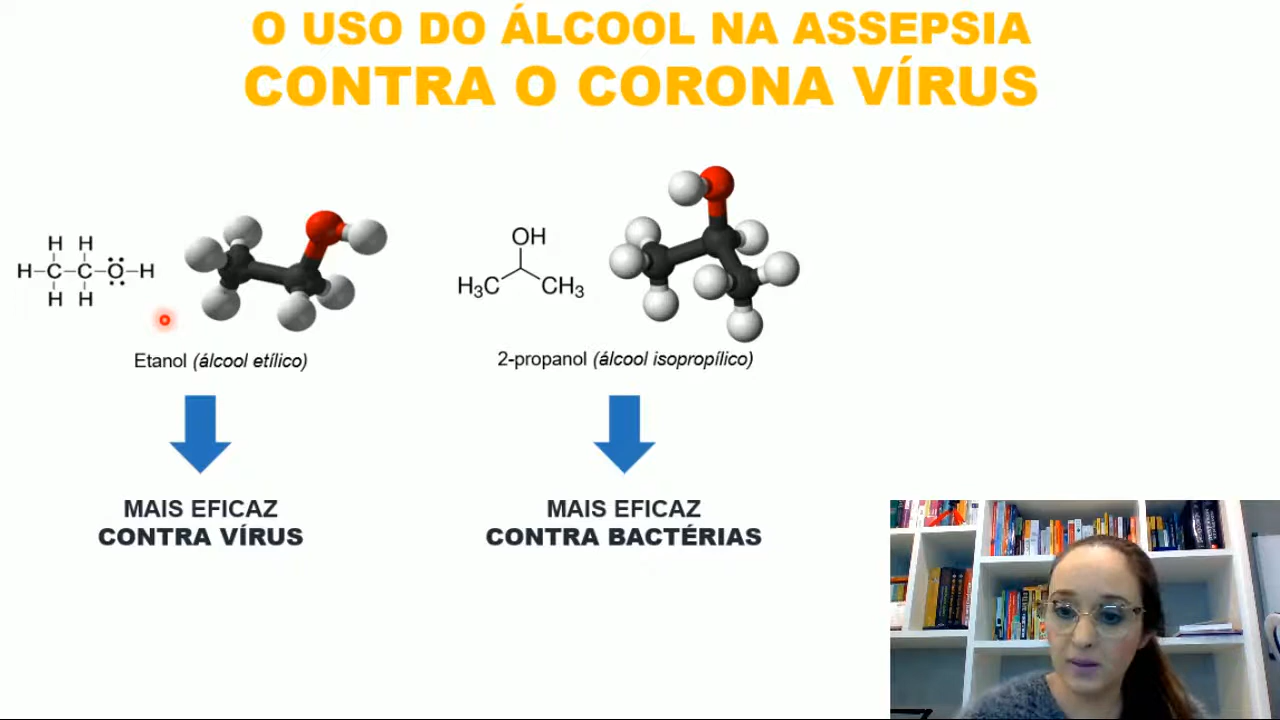 O USO DO ÁLCOOL NA ASSEPSIA
CONTRA O CORONA VÍRUS
H H
H-C-C-O-H
H H
OH
H₃C CH₃
Etanol (álcool etílico)
2-propanol (álcool isopropílico)
MAIS EFICAZ
CONTRA VÍRUS
MAIS EFICAZ
CONTRA BACTÉRIAS